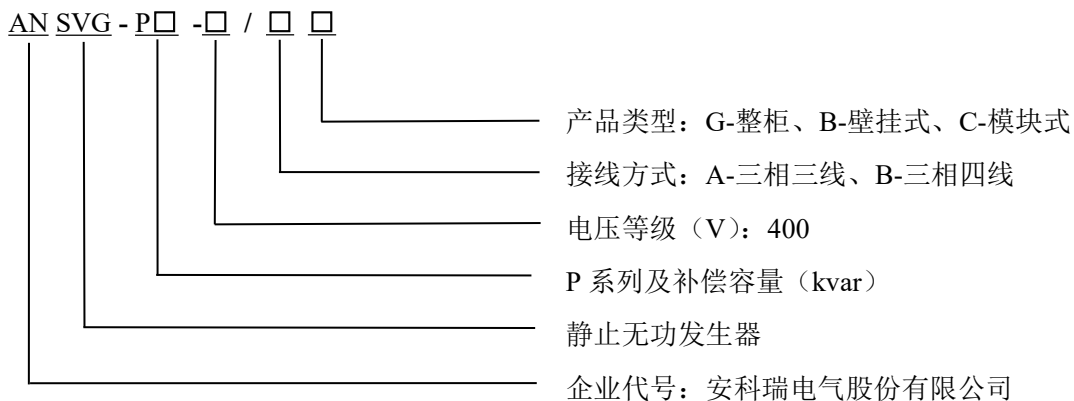 AN SVG - P□ -□ / □ □
产品类型：G-整柜、B-壁挂式、C-模块式
接线方式：A-三相三线、B-三相四线
电压等级（V）：400
P 系列及补偿容量（kvar）
静止无功发生器
企业代号：安科瑞电气股份有限公司